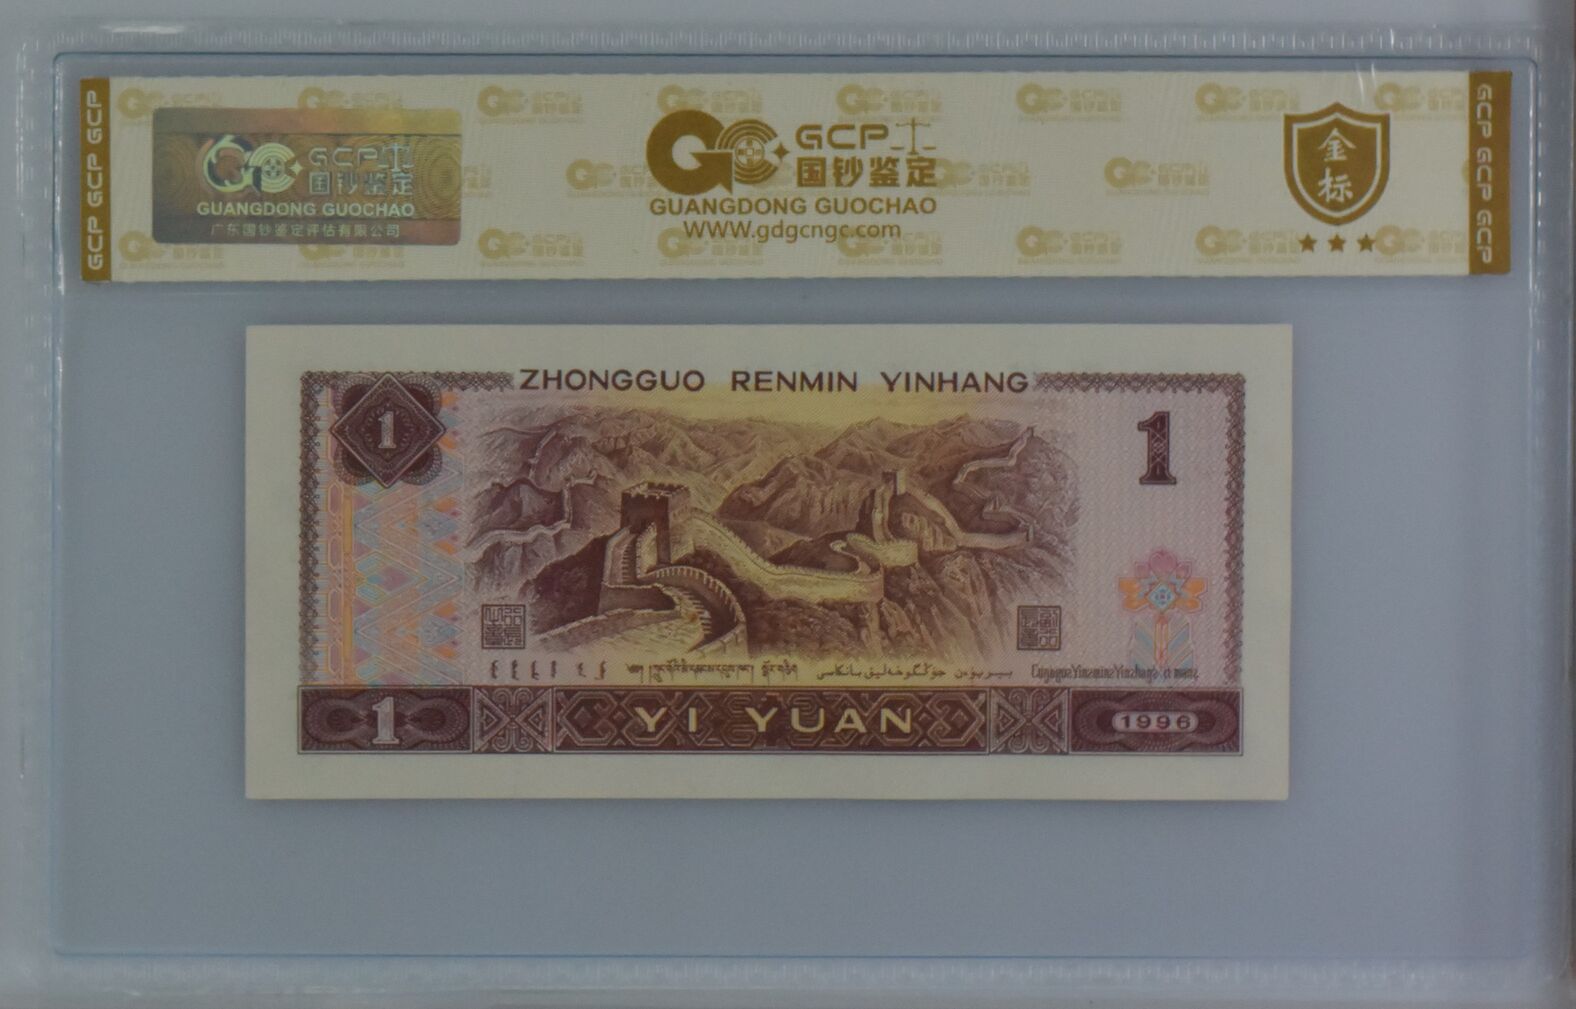 GCP GCP GCP
GCP
国钞鉴定
GUANGDONG GUOCHAO
广东国钞鉴定评估有限公司
GCP
国钞鉴定
GUANGDONG GUOCHAO
WWW.gdgcngc.com
金标
GCP GCP GCP
ZHONGGUO RENMIN YINHANG
1
1
1
YI YUAN
1996